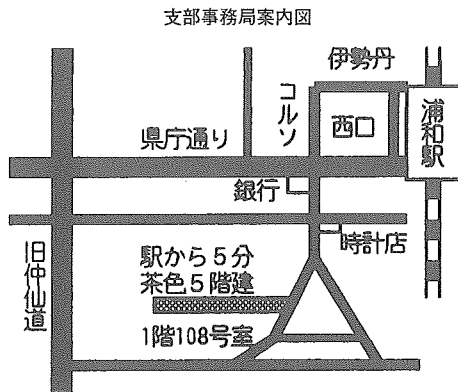 支部事務局案内図
伊勢丹
コルソ
西口
浦和駅
県庁通り
銀行
時計店
旧仲仙道
駅から5分
茶色5階建
1階108号室